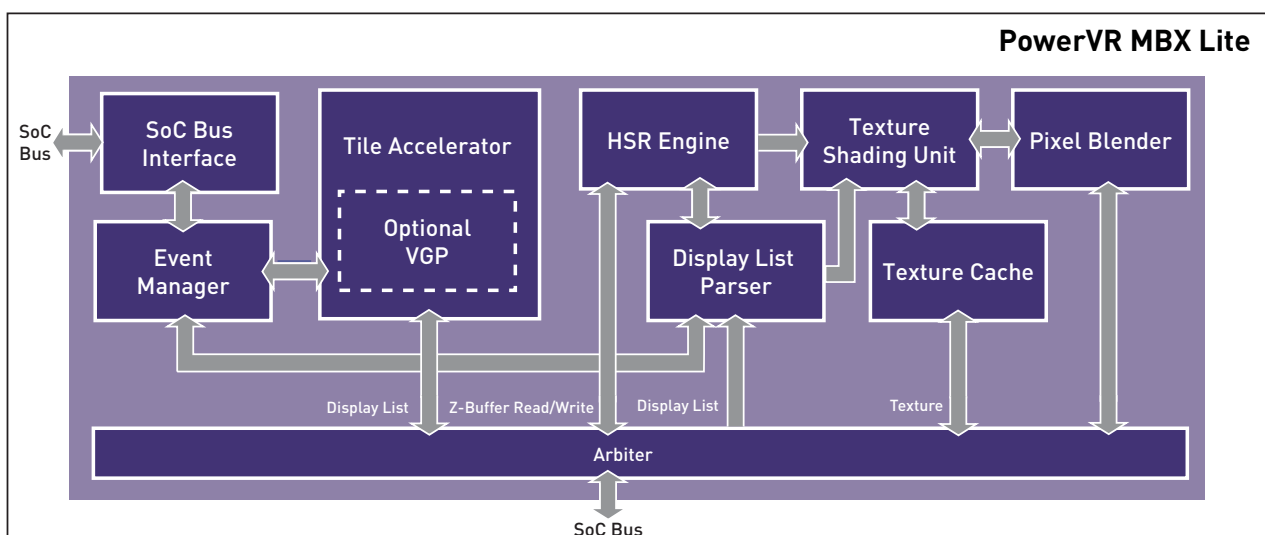 PowerVR MBX Lite
SoC
Bus
SoC Bus
Interface
Tile Accelerator
Optional
VGP
HSR Engine
Texture
Shading Unit
Pixel Blender
Event
Manager
Display List
Parser
Texture Cache
Display List
Z-Buffer Read/Write
Display List
Texture
Arbiter
SoC Bus